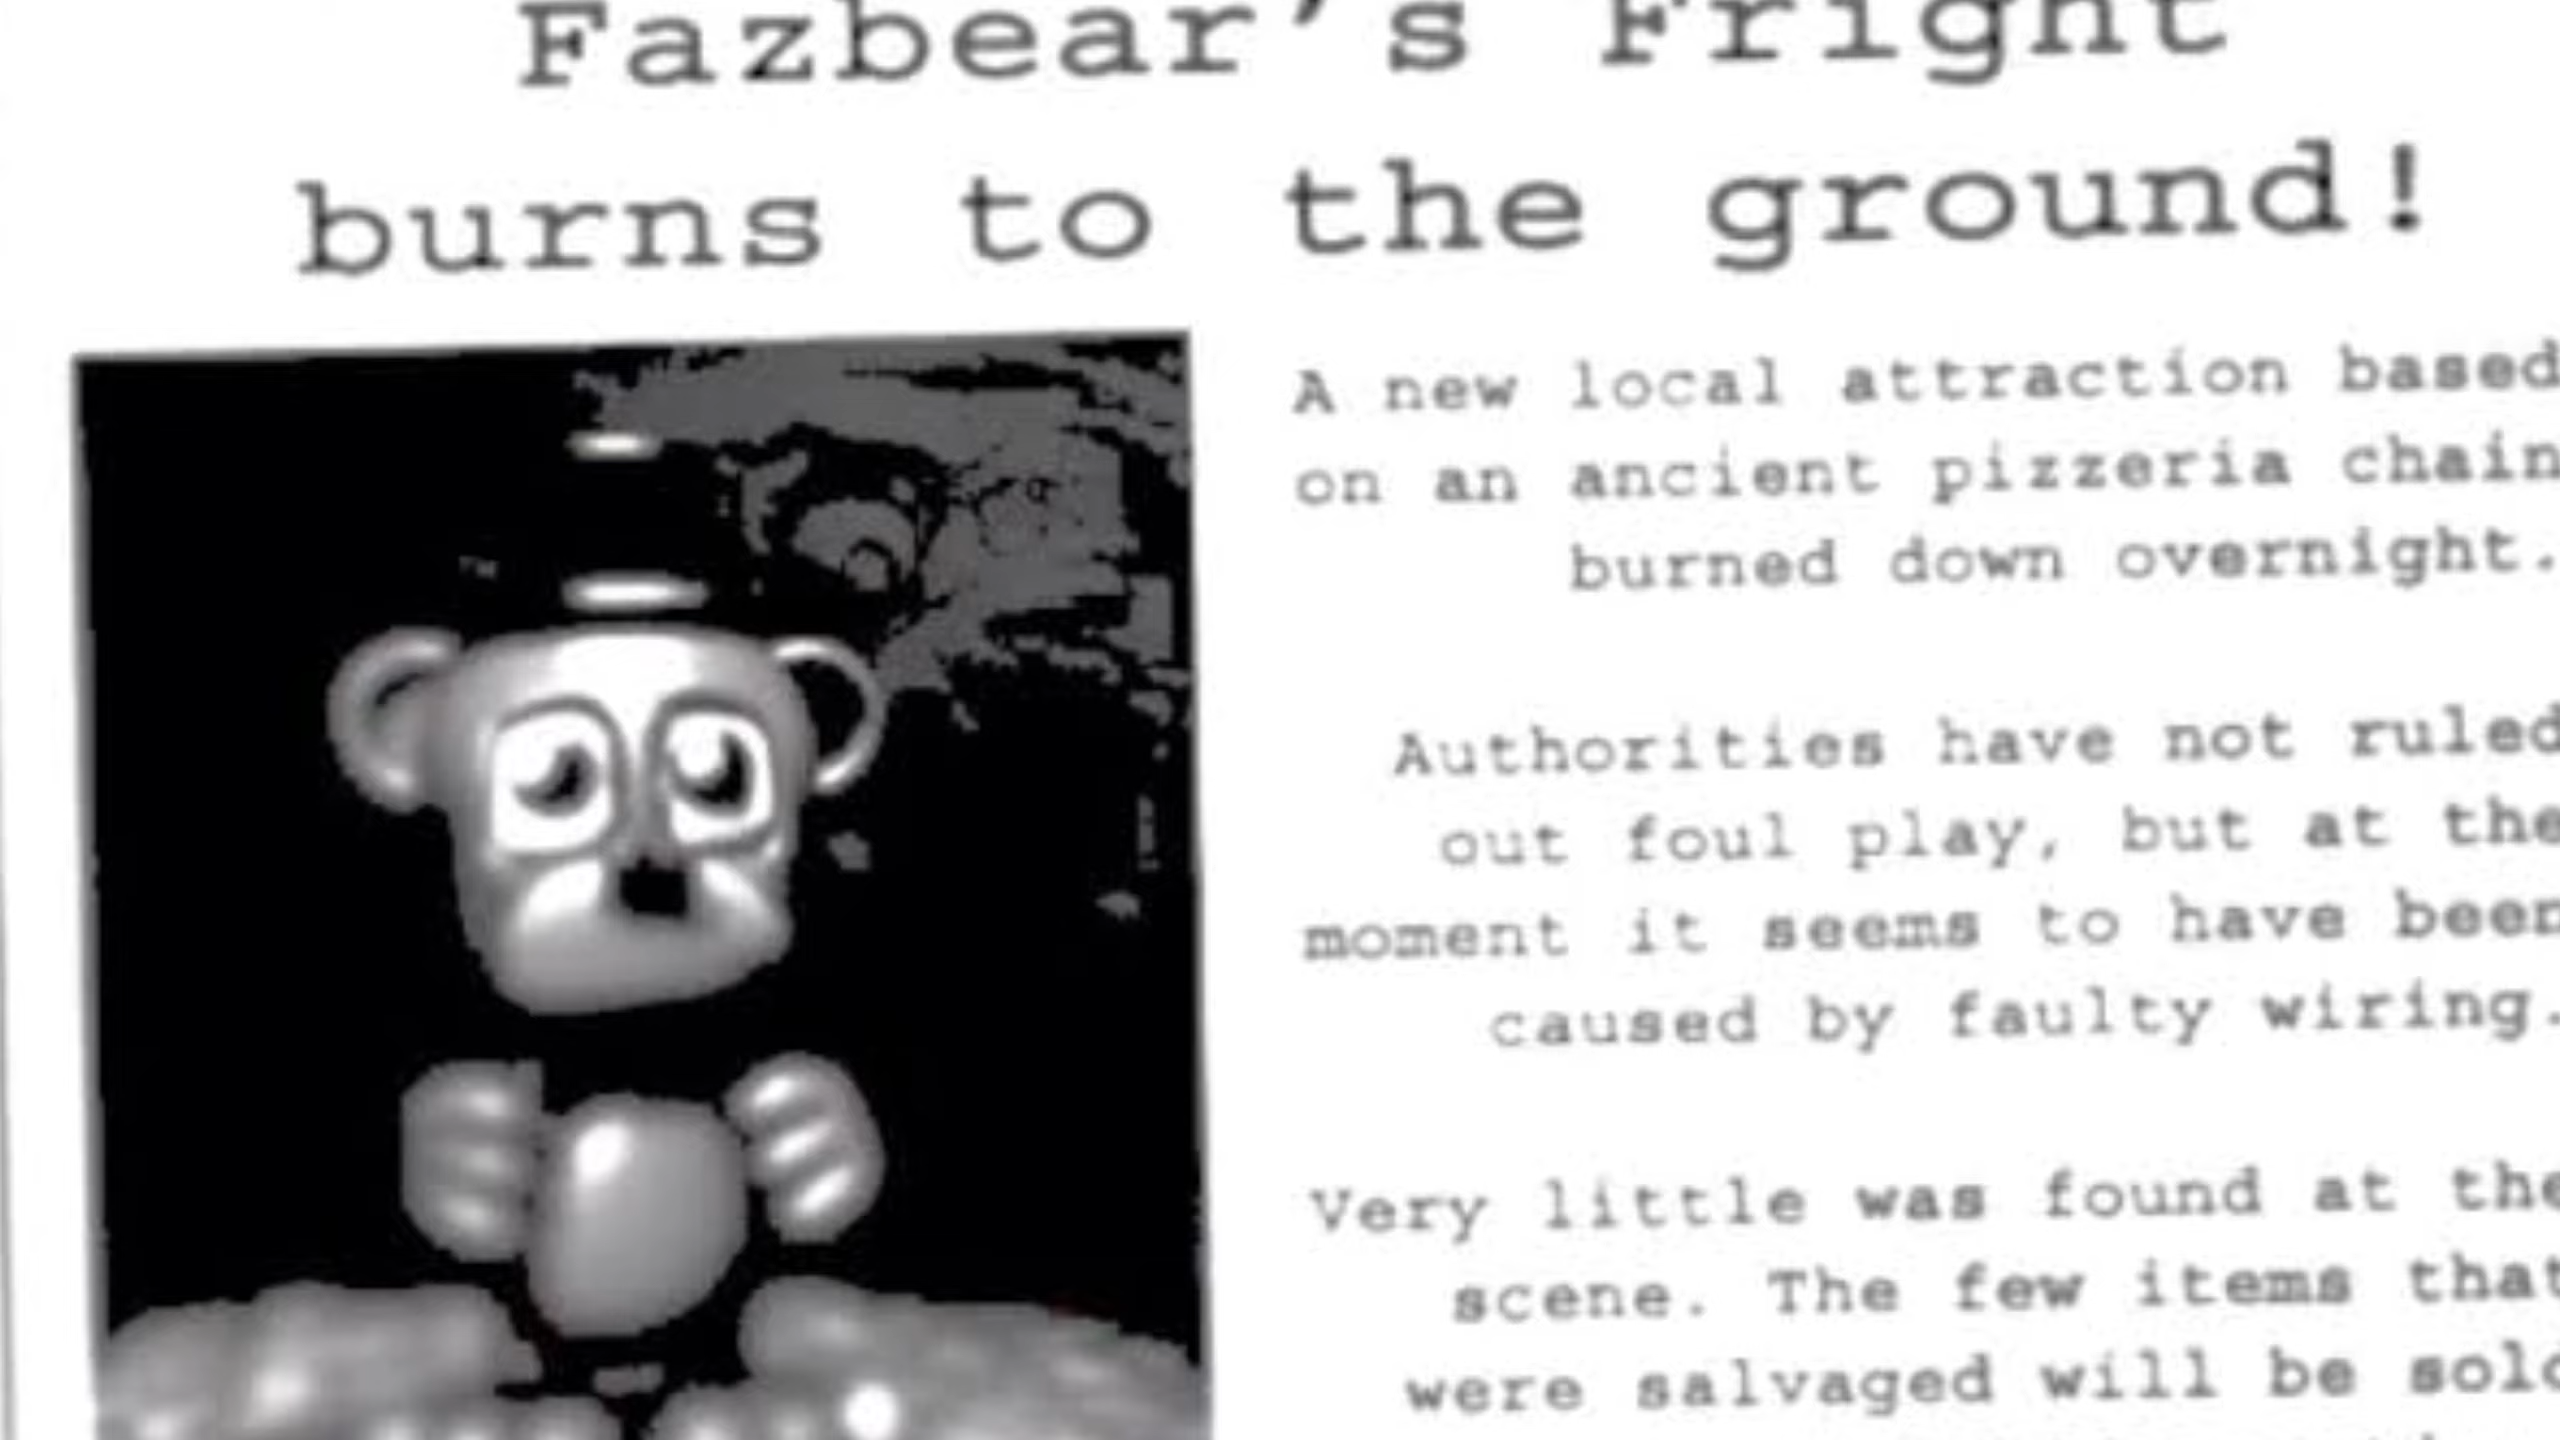 Fazbear's Fright
burns to the ground!
TM
A new local attraction based
on an ancient pizzeria chain
burned down overnight.
Authorities have not ruled
out foul play, but at the
moment it seems to have been
caused by faulty wiring.
Very little was found at the
scene. The few items that
were salvaged will be sold